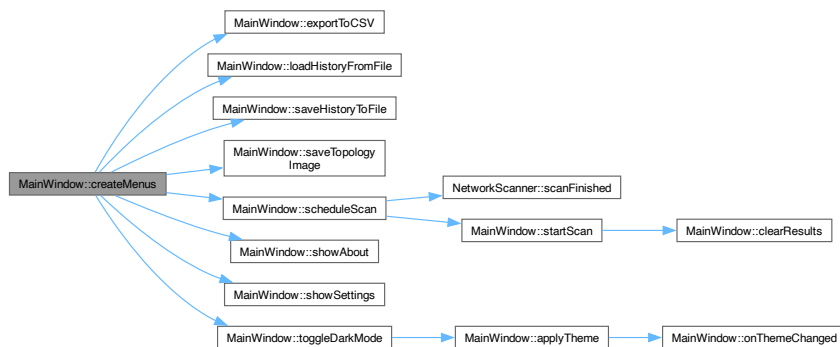 MainWindow::exportToCSV
MainWindow::loadHistoryFromFile
MainWindow::saveHistoryToFile
MainWindow::saveTopology
Image
MainWindow::createMenus
NetworkScanner::scanFinished
MainWindow::scheduleScan
MainWindow::startScan
MainWindow::clearResults
MainWindow::showAbout
MainWindow::showSettings
MainWindow::toggleDarkMode
MainWindow::applyTheme
MainWindow::onThemeChanged